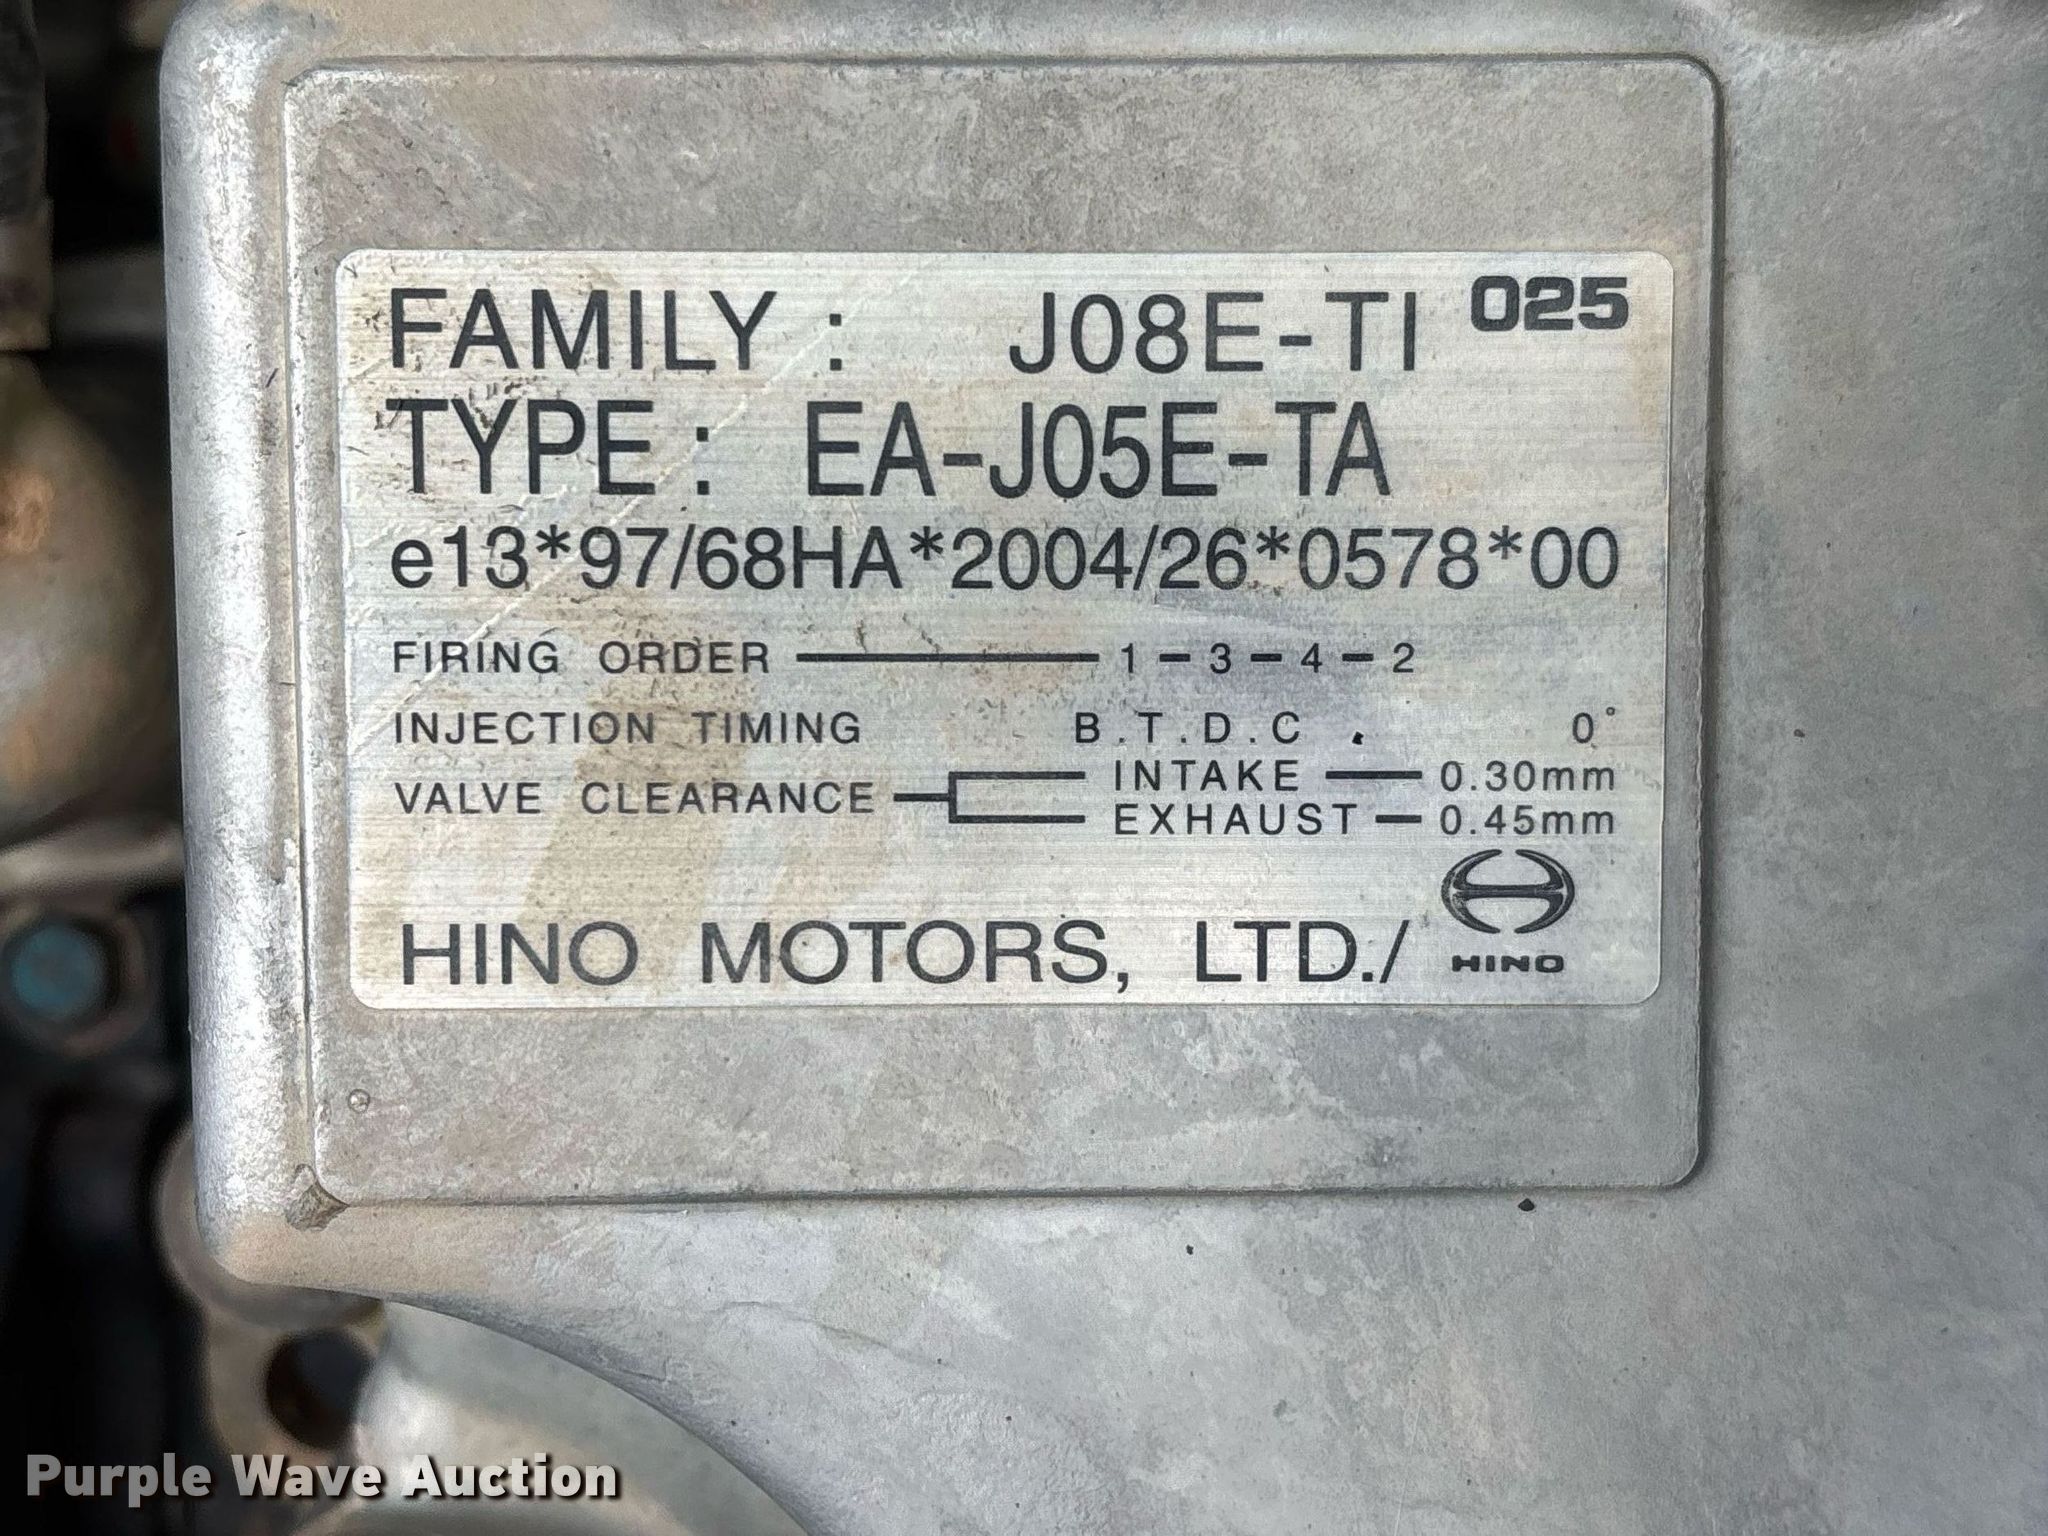 FAMILY : J08E-TI 025
TYPE : EA-J05E-TA
e13*97/68HA*2004/26*0578*00
FIRING ORDER 1 - 3 - 4 - 2
INJECTION TIMING B.T.D.C. 0°
VALVE CLEARANCE INTAKE 0.30mm
EXHAUST 0.45mm
HINO MOTORS, LTD./ HINO
Purple Wave Auction